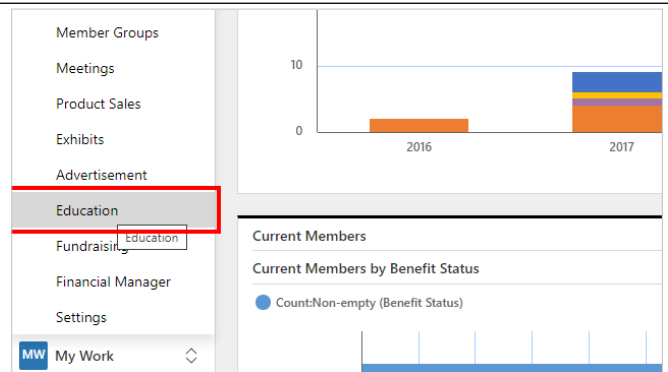 Member Groups
Meetings
Product Sales
Exhibits
Advertisement
Education
Education
Fundraising
Financial Manager
Settings
MW My Work
10
0
2016 2017
Current Members
Current Members by Benefit Status
Count:Non-empty (Benefit Status)